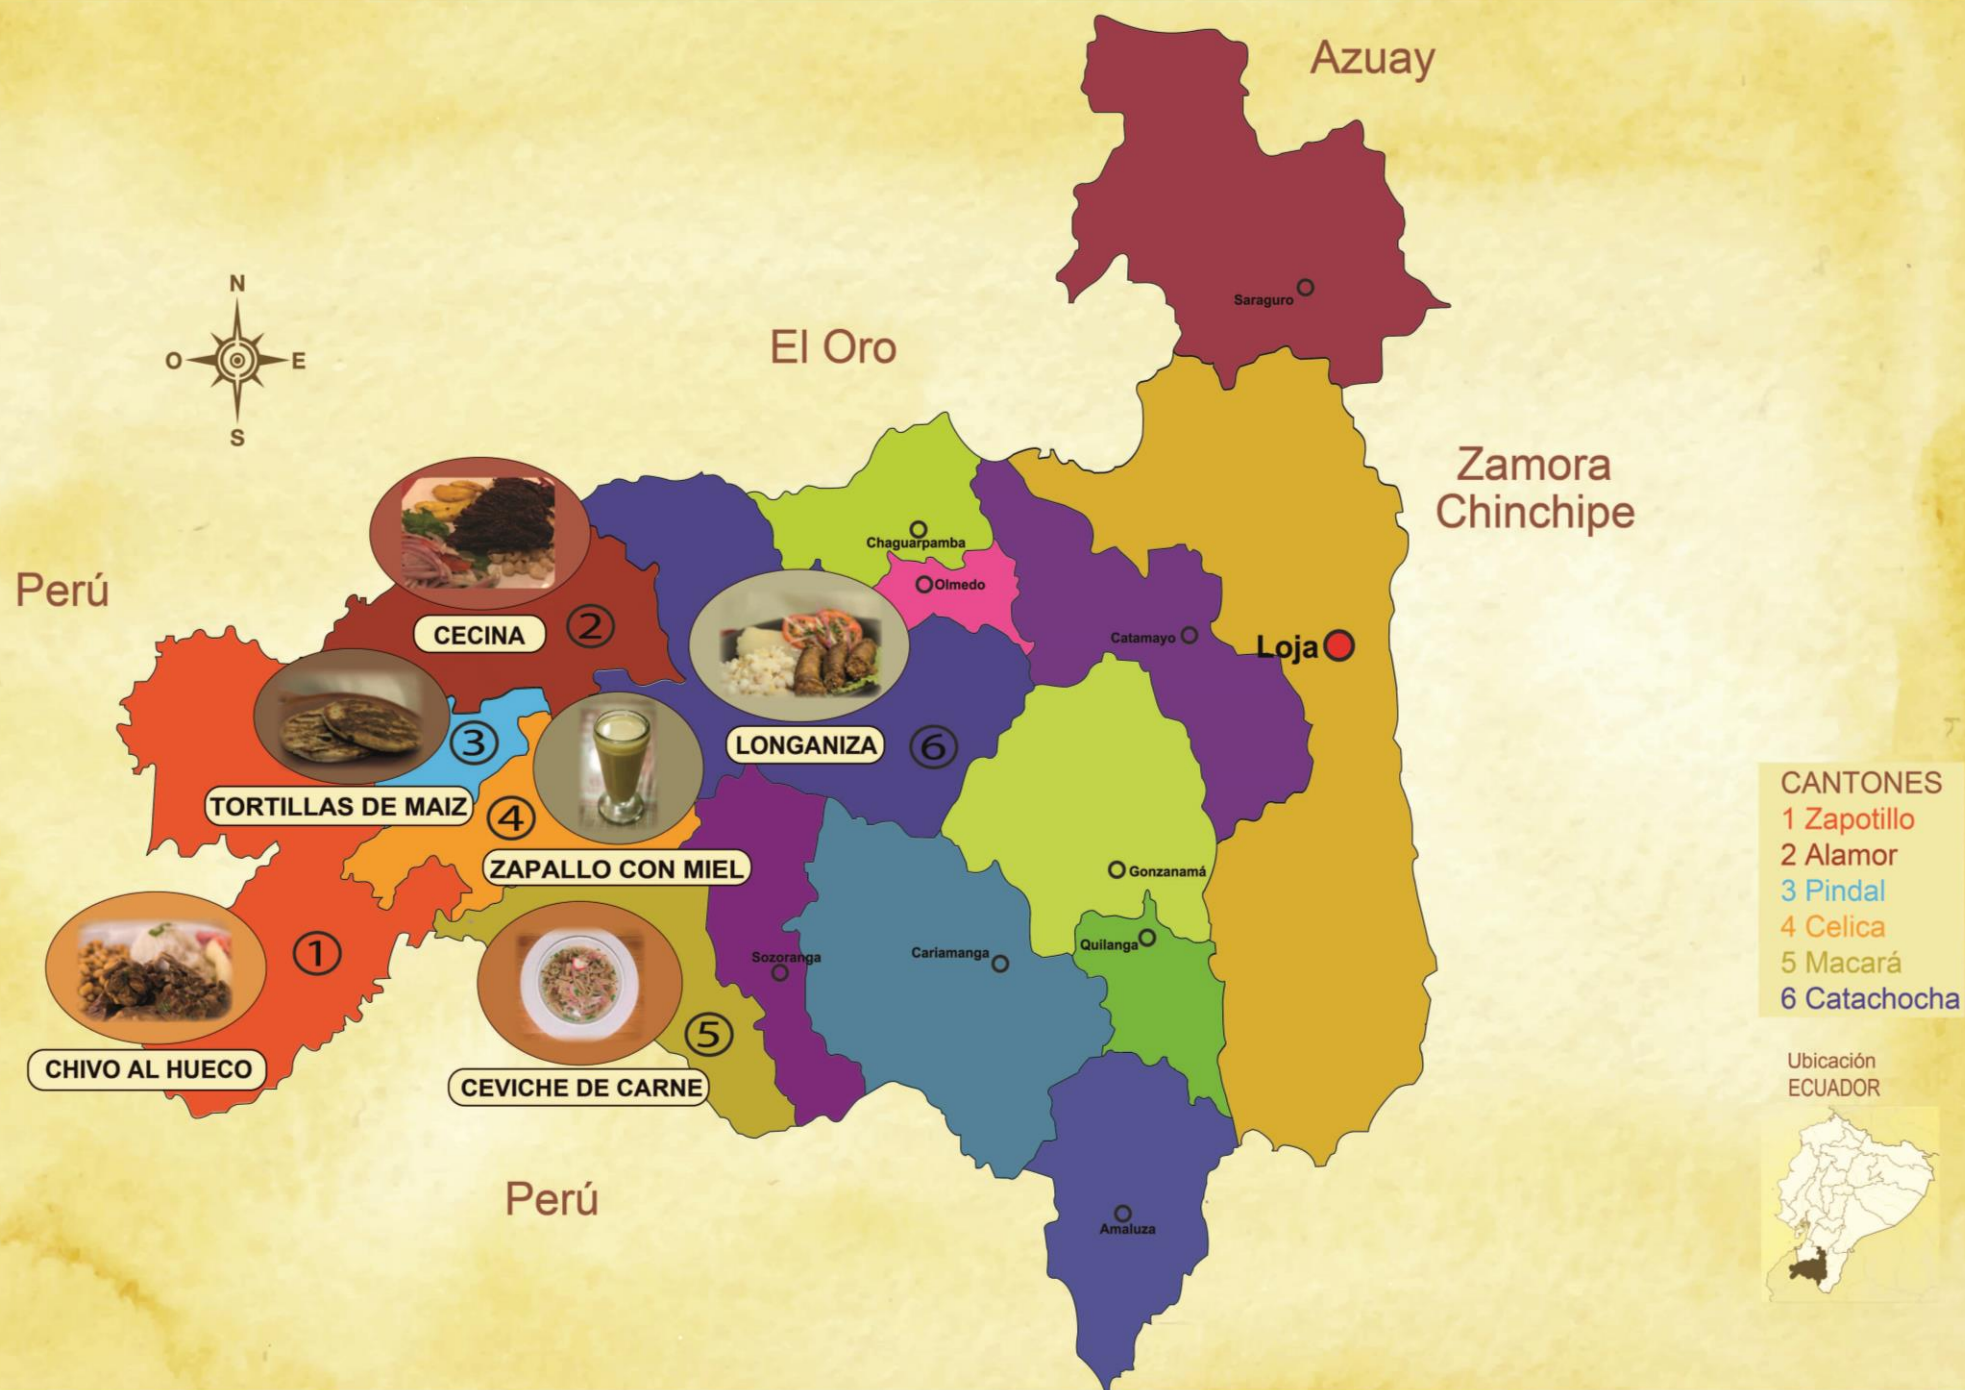 Azuay
N
O
E
S
El Oro
Saraguro
Zamora
Chinchipe
Perú
Chaguarpamba
Olmedo
CECINA
2
Catamayo
Loja
3
LONGANIZA
6
TORTILLAS DE MAIZ
4
ZAPALLO CON MIEL
Gonzanamá
Quilanga
1
Sozoranga
Cariamanga
5
CHIVO AL HUECO
CEVICHE DE CARNE
Perú
Amaluza
CANTONES
1 Zapotillo
2 Alamor
3 Pindal
4 Celica
5 Macará
6 Catachocha
Ubicación
ECUADOR